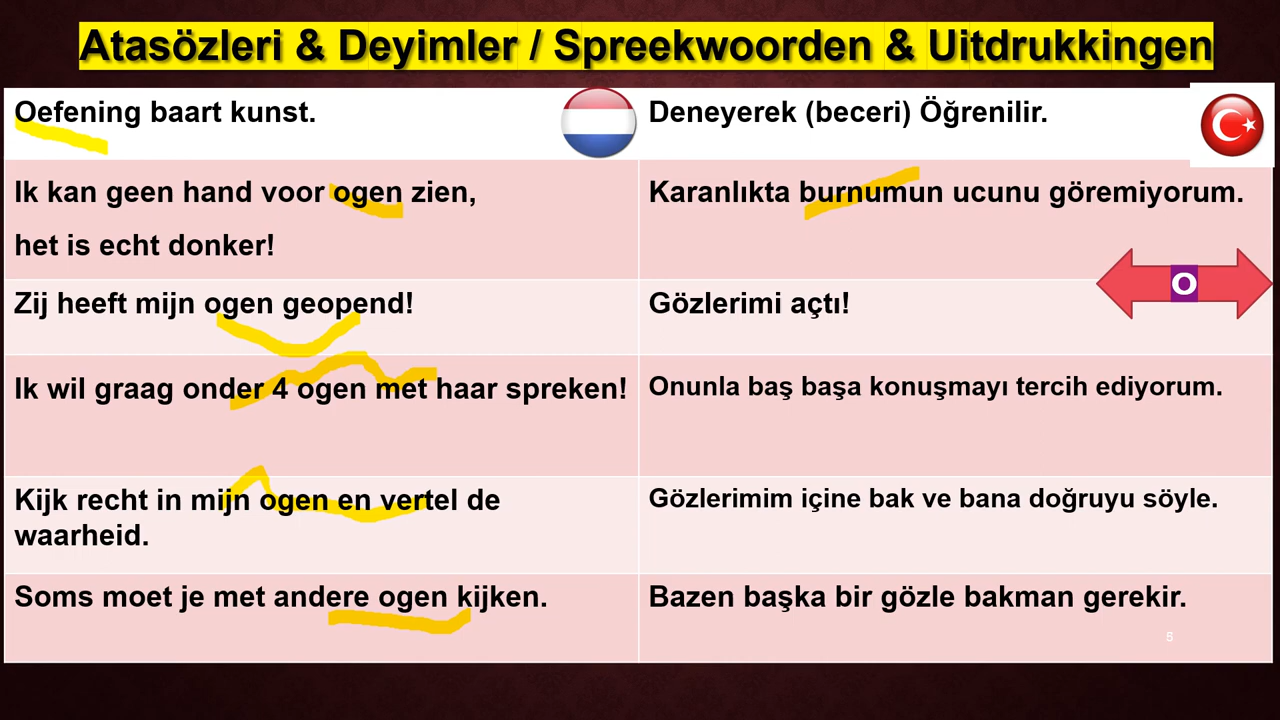 Atasözleri & Deyimler / Spreekwoorden & Uitdrukkingen
Oefening baart kunst.
Deneyerek (beceri) Öğrenilir.
Ik kan geen hand voor ogen zien,
het is echt donker!
Karanlıkta burnumun ucunu göremiyorum.
O
Zij heeft mijn ogen geopend!
Gözlerimi açtı!
Ik wil graag onder 4 ogen met haar spreken!
Onunla baş başa konuşmayı tercih ediyorum.
Kijk recht in mijn ogen en vertel de
waarheid.
Gözlerimim içine bak ve bana doğruyu söyle.
Soms moet je met andere ogen kijken.
Bazen başka bir gözle bakman gerekir.